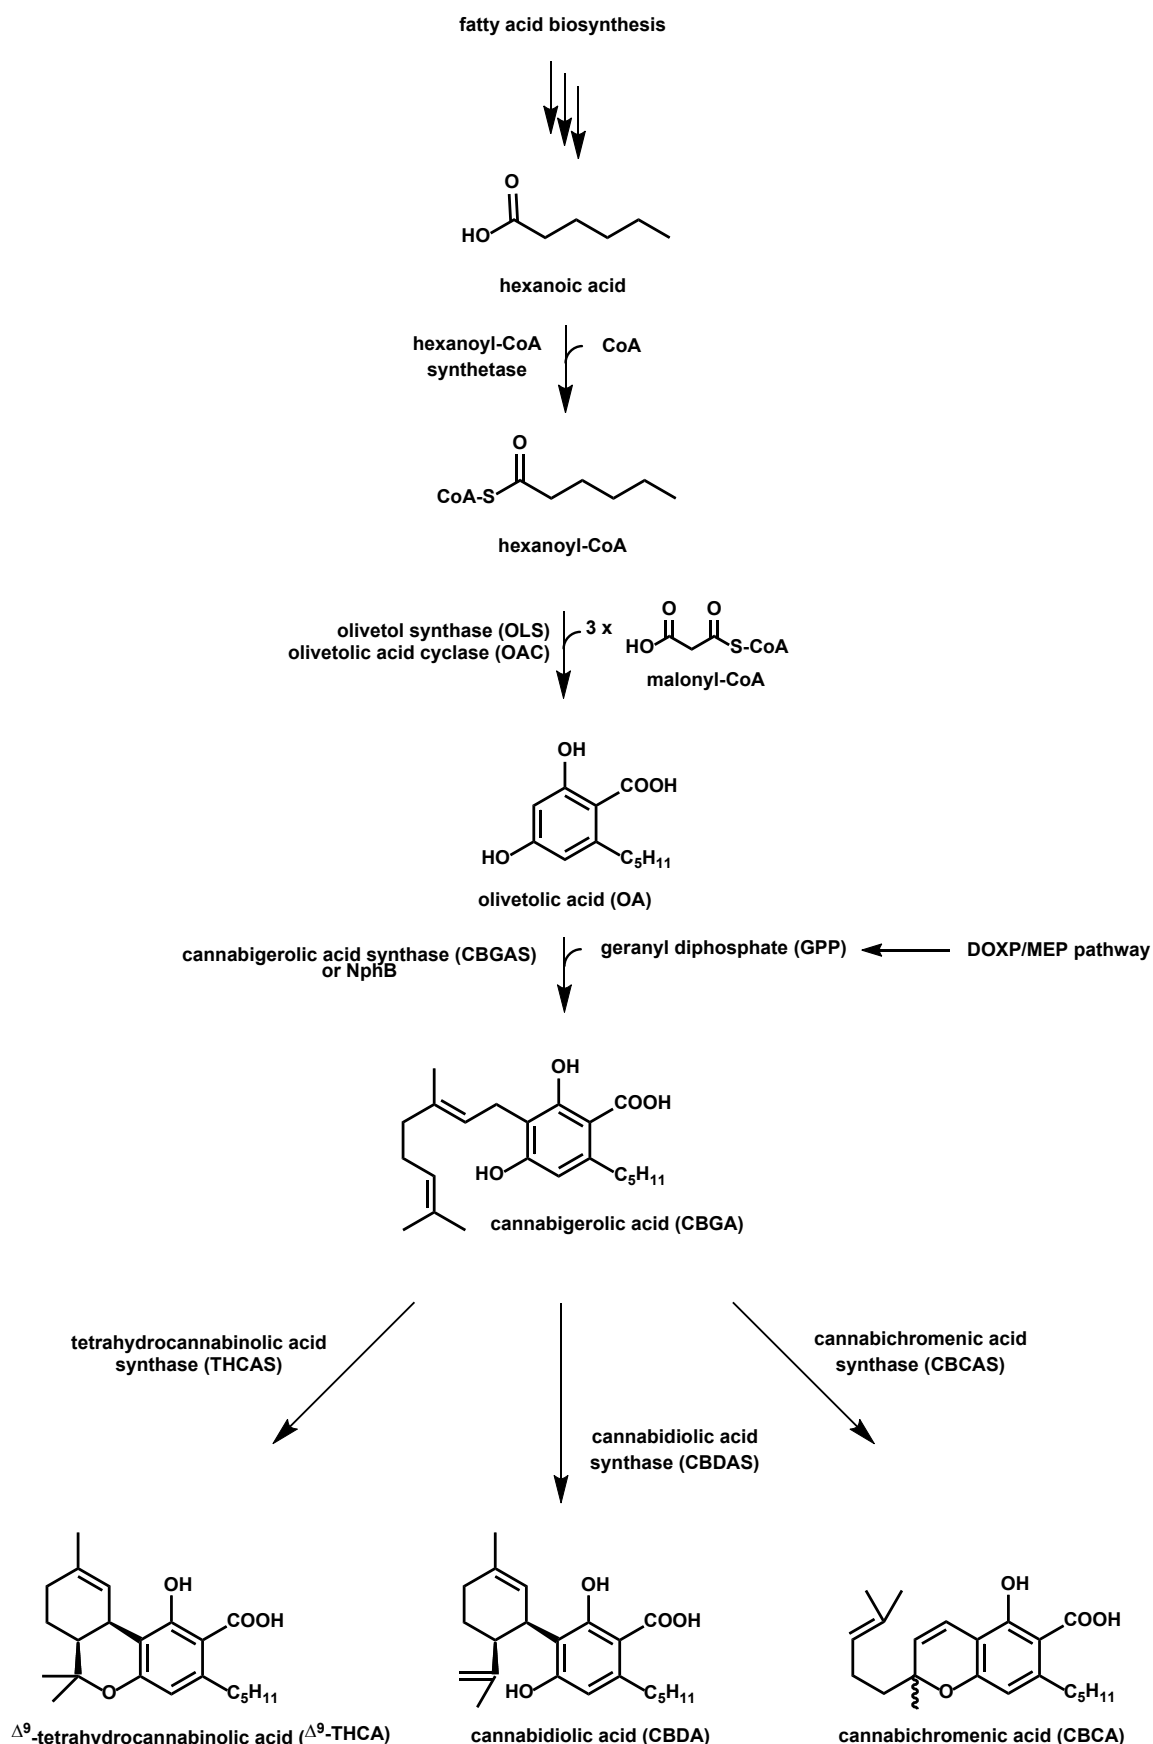 fatty acid biosynthesis
O
HO
hexanoic acid
hexanoyl-CoA
synthetase
CoA
O
CoA-S
hexanoyl-CoA
olivetol synthase (OLS)
olivetolic acid cyclase (OAC)
3 x
O O
HO S-CoA
malonyl-CoA
OH
COOH
HO C5H11
olivetolic acid (OA)
cannabigerolic acid synthase (CBGAS)
or NphB
geranyl diphosphate (GPP)
DOXP/MEP pathway
OH
COOH
HO C5H11
cannabigerolic acid (CBGA)
tetrahydrocannabinolic acid
synthase (THCAS)
cannabidiolic acid
synthase (CBDAS)
cannabichromenic acid
synthase (CBCAS)
OH
COOH
O C5H11
Δ9-tetrahydrocannabinolic acid (Δ9-THCA)
OH
COOH
HO C5H11
cannabidiolic acid (CBDA)
OH
COOH
O C5H11
cannabichromenic acid (CBCA)